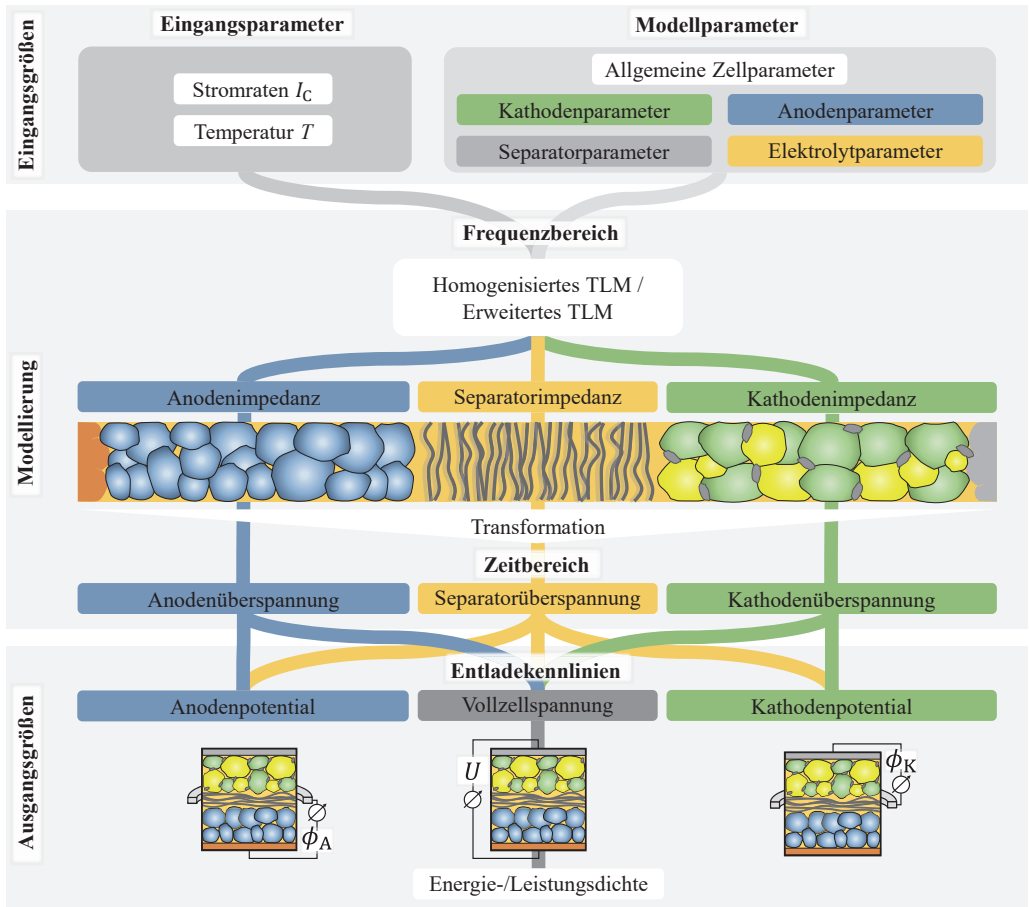 Eingangsgrößen
Eingangsparameter
Stromraten I_C
Temperatur T
Modellparameter
Allgemeine Zellparameter
Kathodenparameter
Anodenparameter
Separatorparameter
Elektrolytparameter
Modellierung
Frequenzbereich
Homogenisiertes TLM /
Erweitertes TLM
Anodenimpedanz
Separatorimpedanz
Kathodenimpedanz
Transformation
Zeitbereich
Anodenüberspannung
Separatorüberspannung
Kathodenüberspannung
Ausgangsgrößen
Entladekennlinien
Anodenpotential
Vollzellspannung
Kathodenpotential
ϕ_A
U
ϕ_K
Energie-/Leistungsdichte